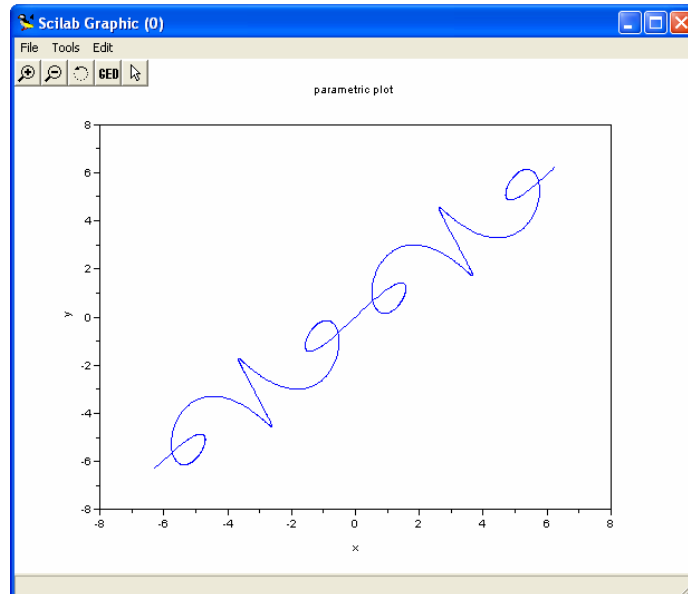 Scilab Graphic (0)
File Tools Edit
GED
parametric plot
8
6
4
2
0
-2
-4
-6
-8
y
-8 -6 -4 -2 0 2 4 6 8
x